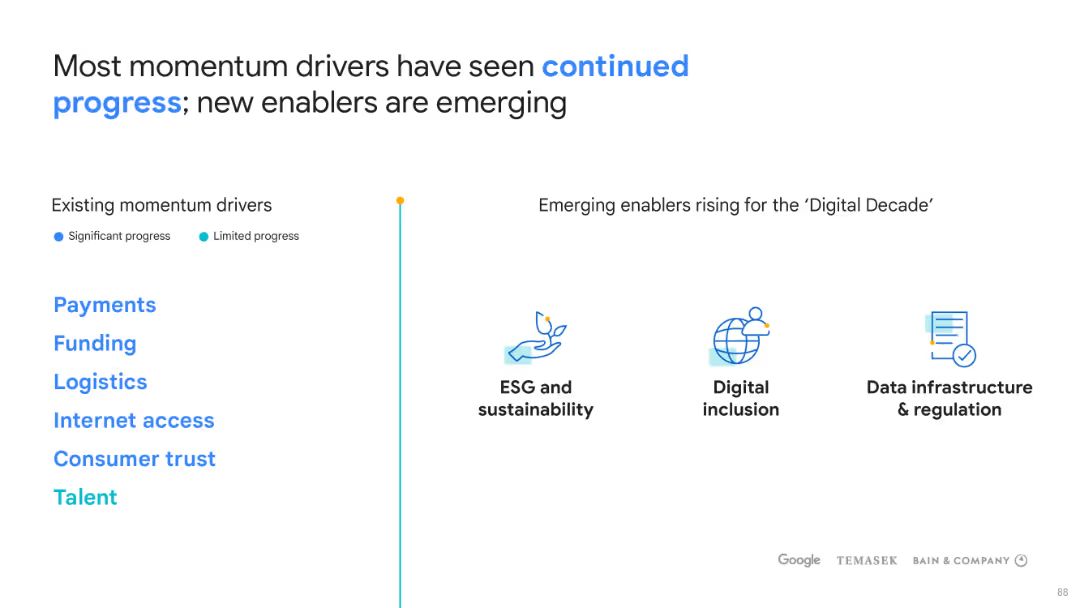 Most momentum drivers have seen continued
progress; new enablers are emerging
Existing momentum drivers
Significant progress
Limited progress
Payments
Funding
Logistics
Internet access
Consumer trust
Talent
Emerging enablers rising for the ‘Digital Decade’
ESG and
sustainability
Digital
inclusion
Data infrastructure
& regulation
Google
TEMASEK
BAIN & COMPANY
88